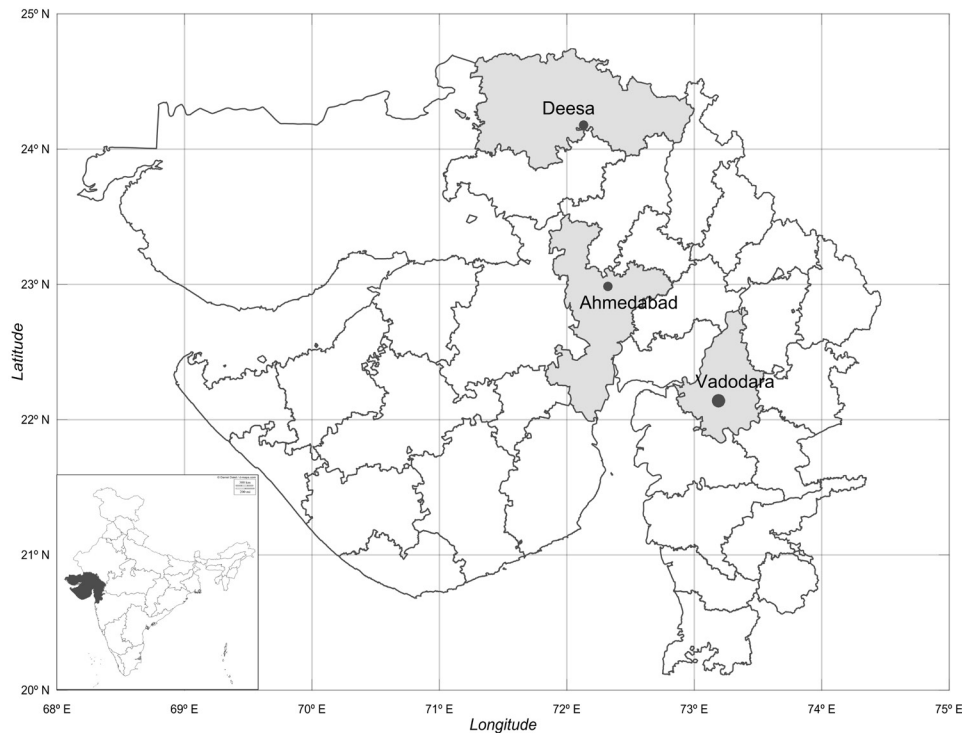 25° N
Deesa
24° N
23° N
Ahmedabad
Latitude
Vadodara
22° N
21° N
20° N
68° E 69° E 70° E 71° E 72° E 73° E 74° E 75° E
Longitude